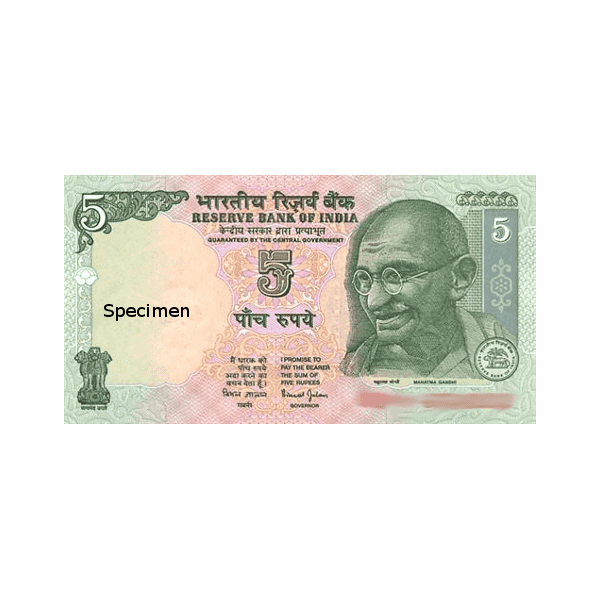 5
भारतीय रिज़र्व बैंक
RESERVE BANK OF INDIA
केन्द्रीय सरकार द्वारा प्रत्याभूत
GUARANTEED BY THE CENTRAL GOVERNMENT
5
5
Specimen
पाँच रुपये
मैं धारक को
पाँच रुपये
अदा करने का
वचन देता हूँ।
I PROMISE TO
PAY THE BEARER
THE SUM OF
FIVE RUPEES
बिमल जालान
Bimal Jalan
गवर्नर
GOVERNOR
महात्मा गांधी
MAHATMA GANDHI
सत्यमेव जयते